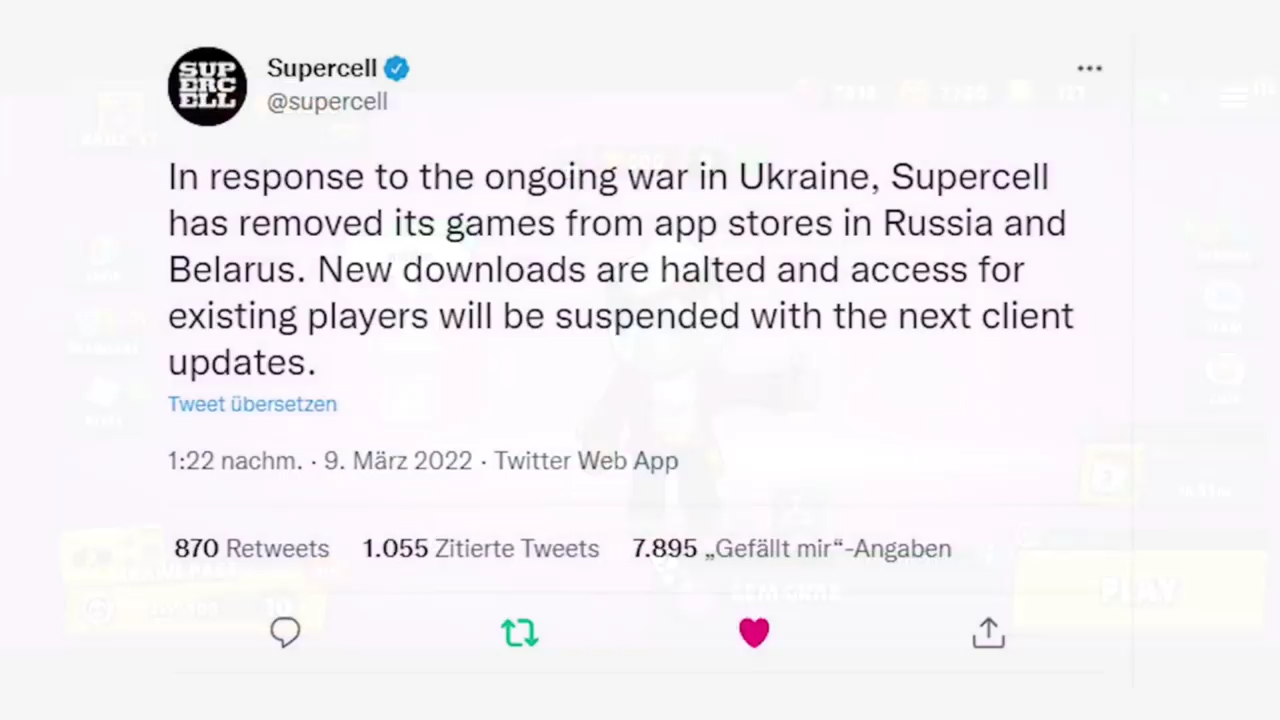 SUP
ERC
ELL
Supercell
@supercell
In response to the ongoing war in Ukraine, Supercell
has removed its games from app stores in Russia and
Belarus. New downloads are halted and access for
existing players will be suspended with the next client
updates.
Tweet übersetzen
1:22 nachm. · 9. März 2022 · Twitter Web App
870 Retweets 1.055 Zitierte Tweets 7.895 „Gefällt mir“-Angaben
PLAY